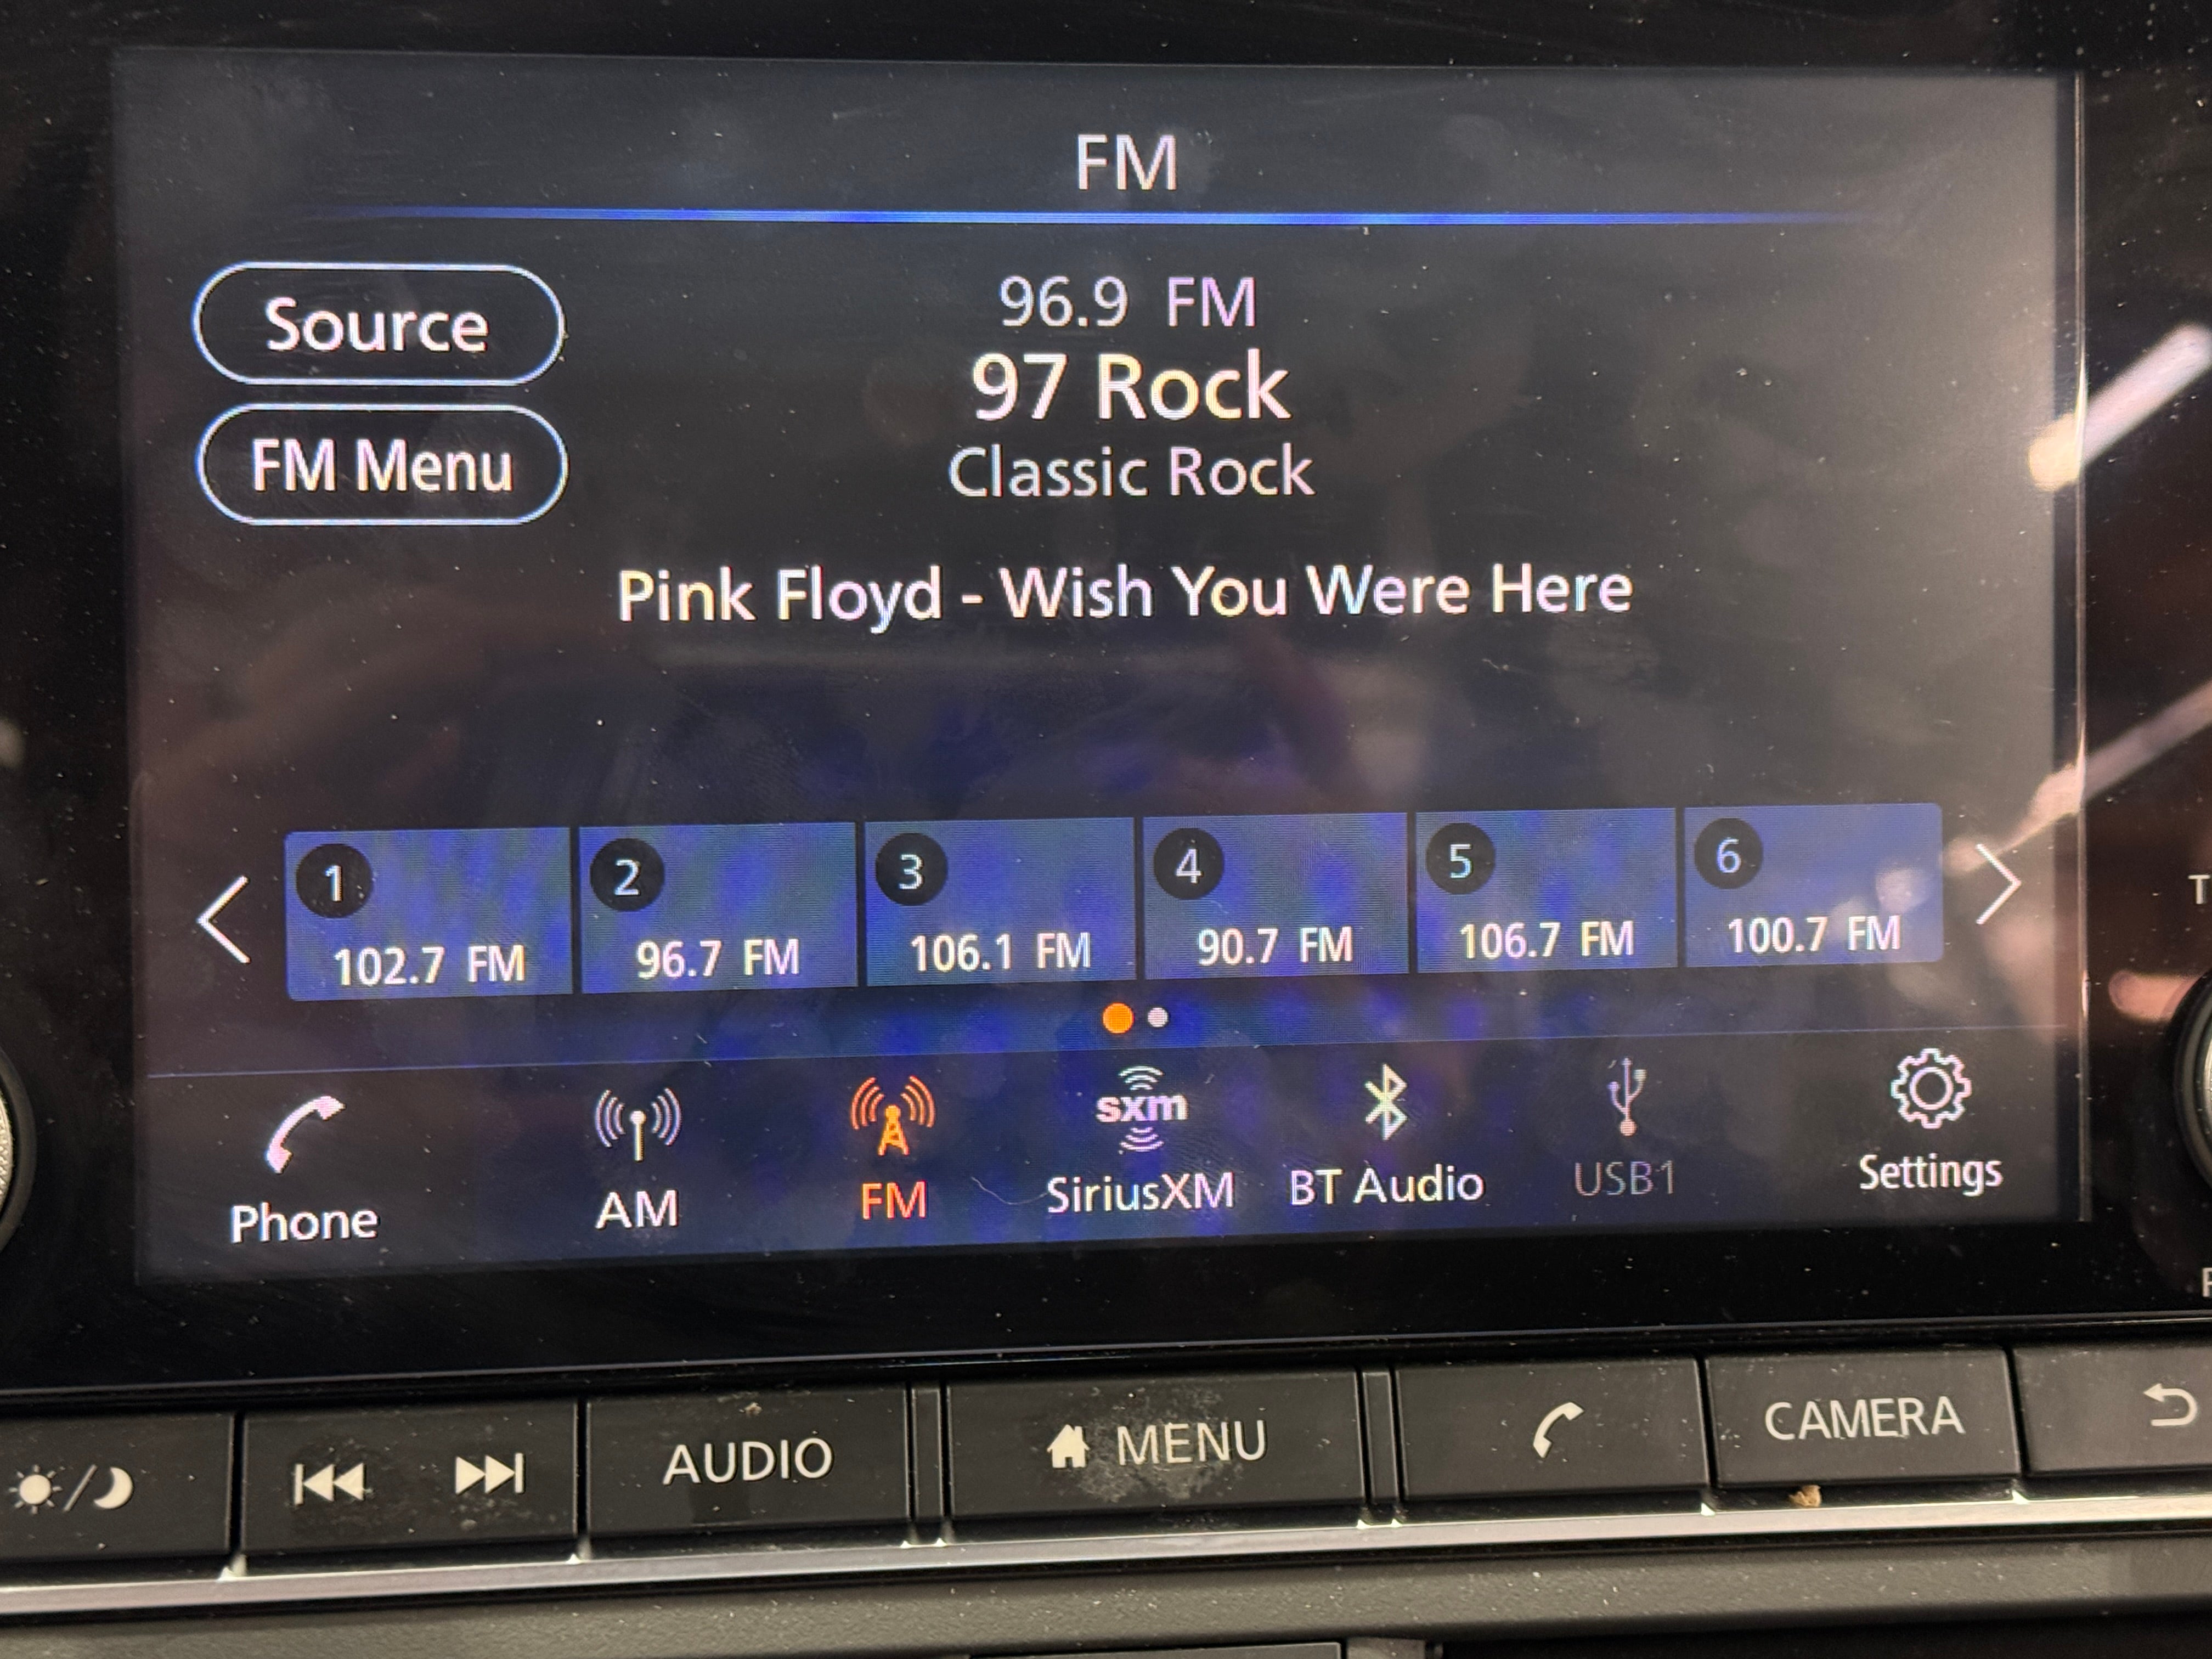 FM
Source
96.9 FM
97 Rock
FM Menu
Classic Rock
Pink Floyd - Wish You Were Here
1 2 3 4 5 6
102.7 FM 96.7 FM 106.1 FM 90.7 FM 106.7 FM 100.7 FM
sxm
Phone AM FM SiriusXM BT Audio USB1 Settings
AUDIO MENU CAMERA